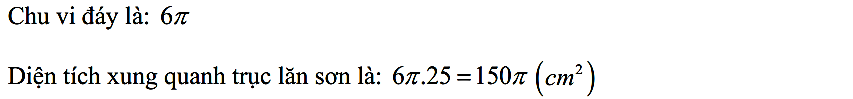 Chu vi đáy là: 6π
Diện tích xung quanh trục lăn sơn là: 6π.25 = 150π (cm²)